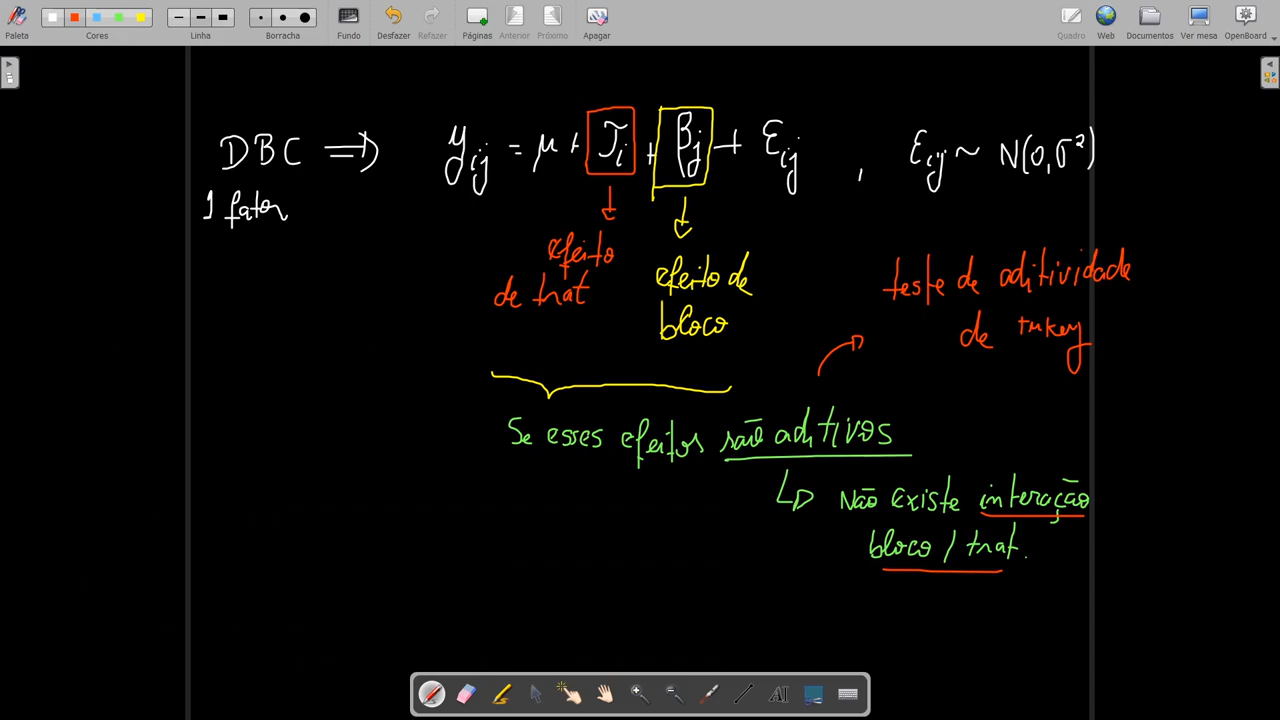 Paleta Cores Linha Borracha Fundo Desfazer Refazer Páginas Anterior Próximo Apagar Quadro Web Documentos Ver mesa OpenBoard
DBC ⟹ yij = μ + τi + βj + εij , εij ~ N(0, σ²)
1 fator
efeito
de trat
efeito de
bloco
teste de aditividade
de tukey
Se esses efeitos são aditivos
↳ Não existe interação
bloco / trat.
AI